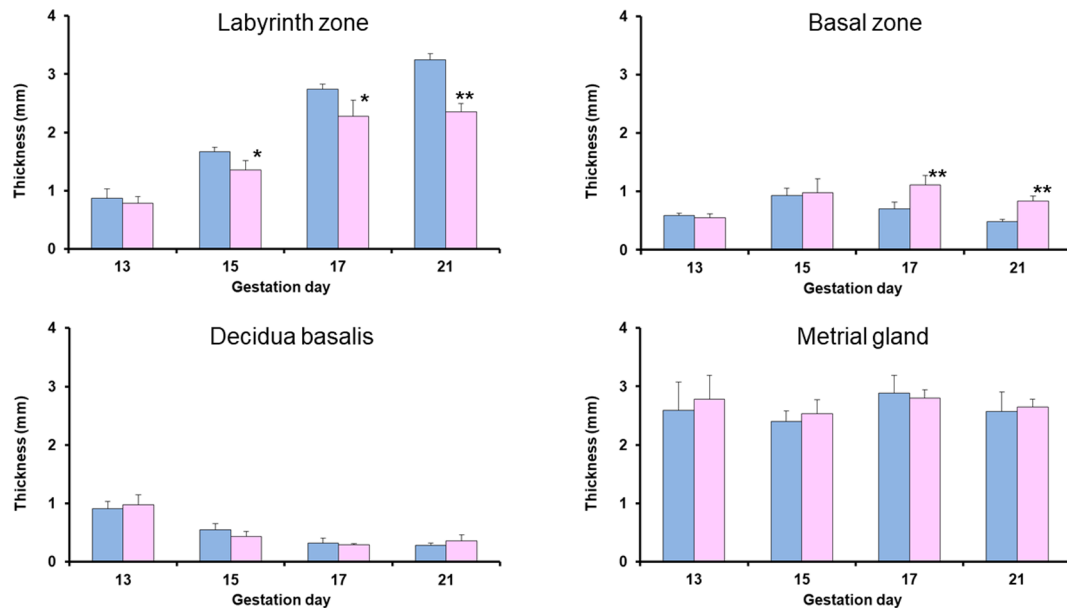 Labyrinth zone
Thickness (mm)
4
3
2
1
0
*
*
**
13 15 17 21
Gestation day
Basal zone
Thickness (mm)
4
3
2
1
0
**
**
13 15 17 21
Gestation day
Decidua basalis
Thickness (mm)
4
3
2
1
0
13 15 17 21
Gestation day
Metrial gland
Thickness (mm)
4
3
2
1
0
13 15 17 21
Gestation day